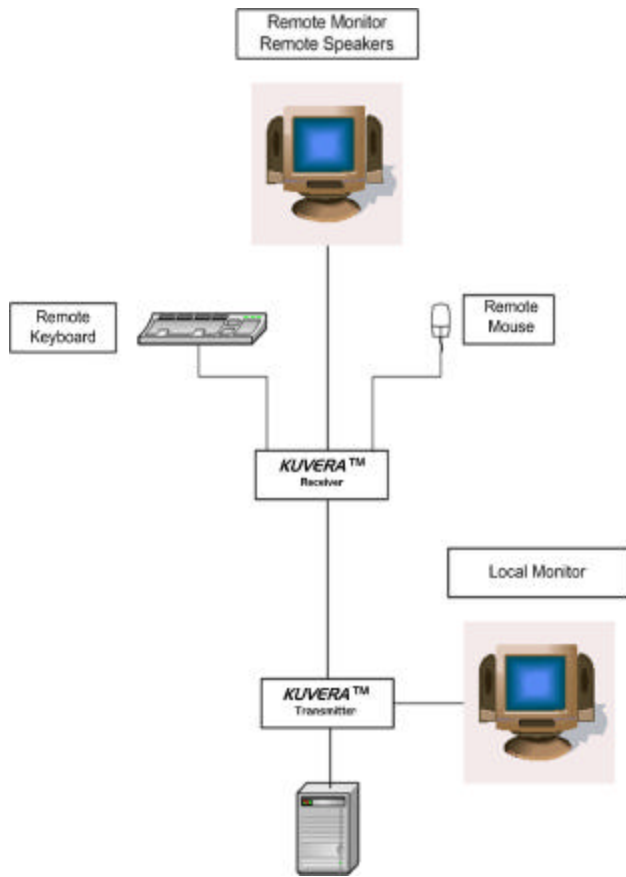 Remote Monitor
Remote Speakers
Remote
Keyboard
Remote
Mouse
KUVERA™
Receiver
Local Monitor
KUVERA™
Transmitter